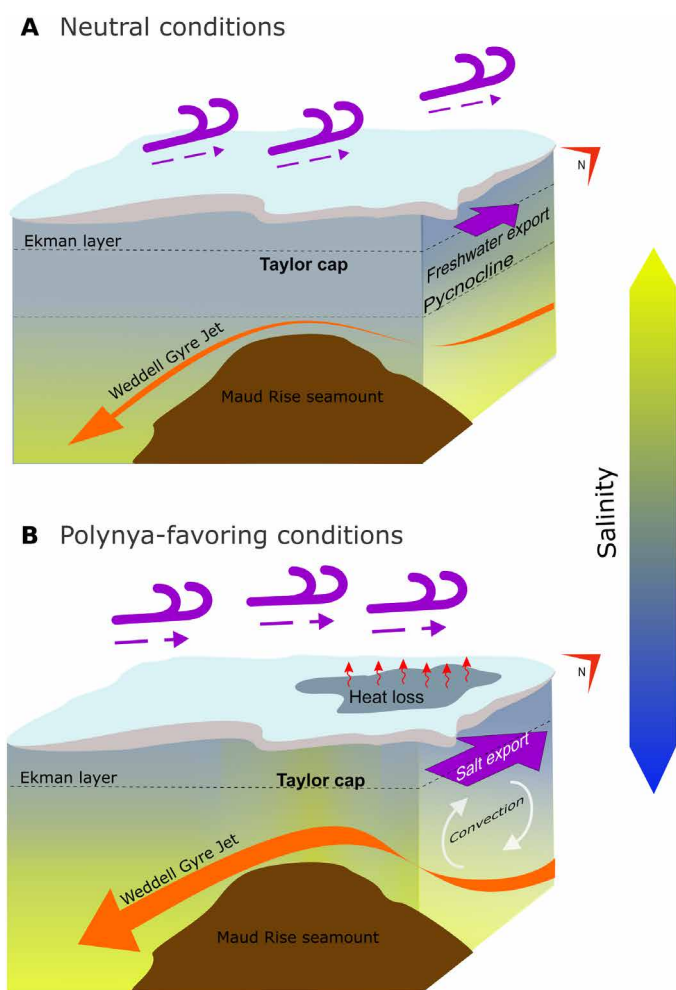 A Neutral conditions
N
Ekman layer
Taylor cap
Freshwater export
Pycnocline
Weddell Gyre Jet
Maud Rise seamount
Salinity
B Polynya-favoring conditions
N
Heat loss
Ekman layer
Taylor cap
Salt export
Convection
Weddell Gyre Jet
Maud Rise seamount